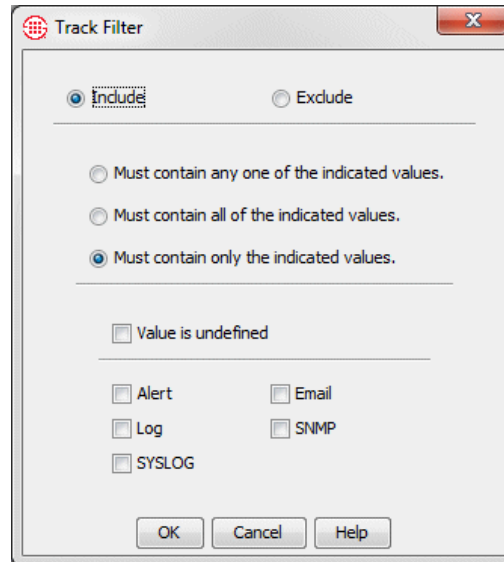 Track Filter
Include Exclude
Must contain any one of the indicated values.
Must contain all of the indicated values.
Must contain only the indicated values.
Value is undefined
Alert Email
Log SNMP
SYSLOG
OK Cancel Help